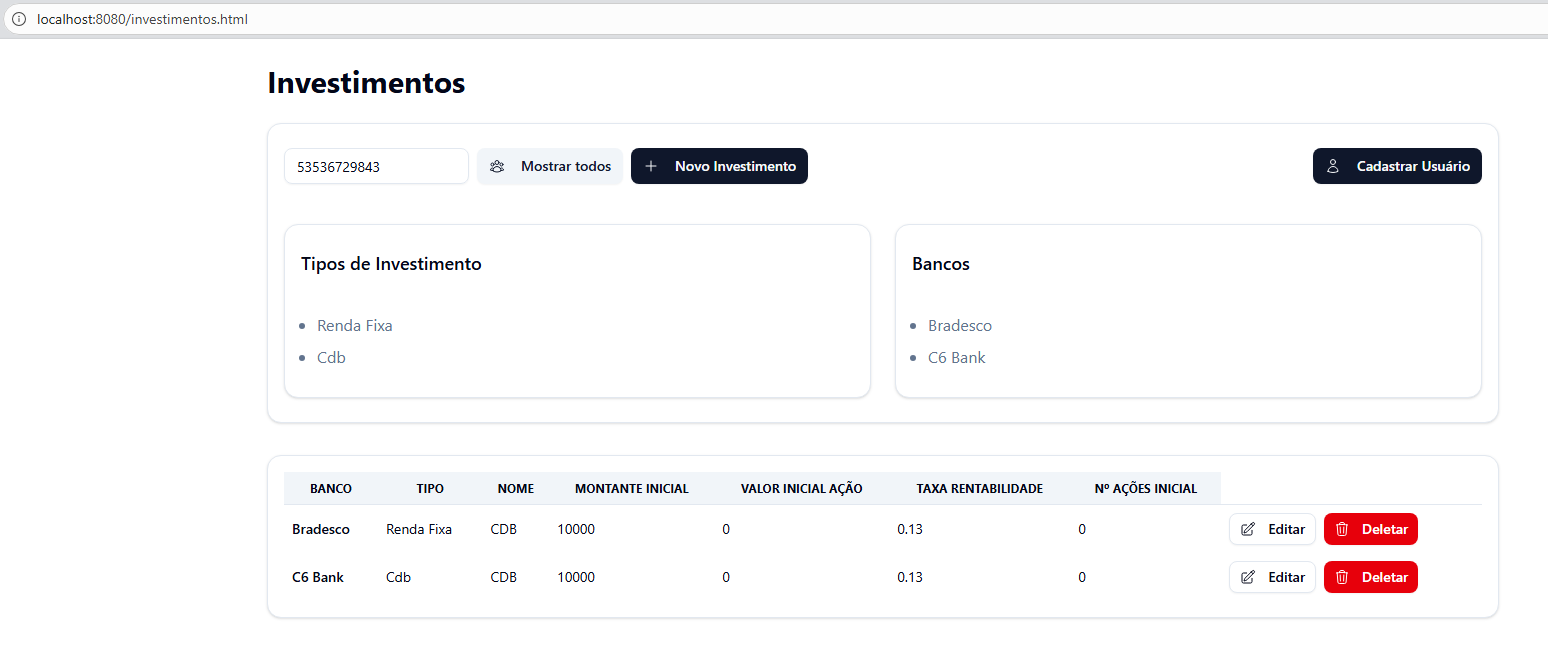 localhost:8080/investimentos.html
Investimentos
53536729843 Mostrar todos Novo Investimento Cadastrar Usuário
Tipos de Investimento
Renda Fixa
Cdb
Bancos
Bradesco
C6 Bank
BANCO TIPO NOME MONTANTE INICIAL VALOR INICIAL AÇÃO TAXA RENTABILIDADE Nº AÇÕES INICIAL
Bradesco Renda Fixa CDB 10000 0 0.13 0 Editar Deletar
C6 Bank Cdb CDB 10000 0 0.13 0 Editar Deletar